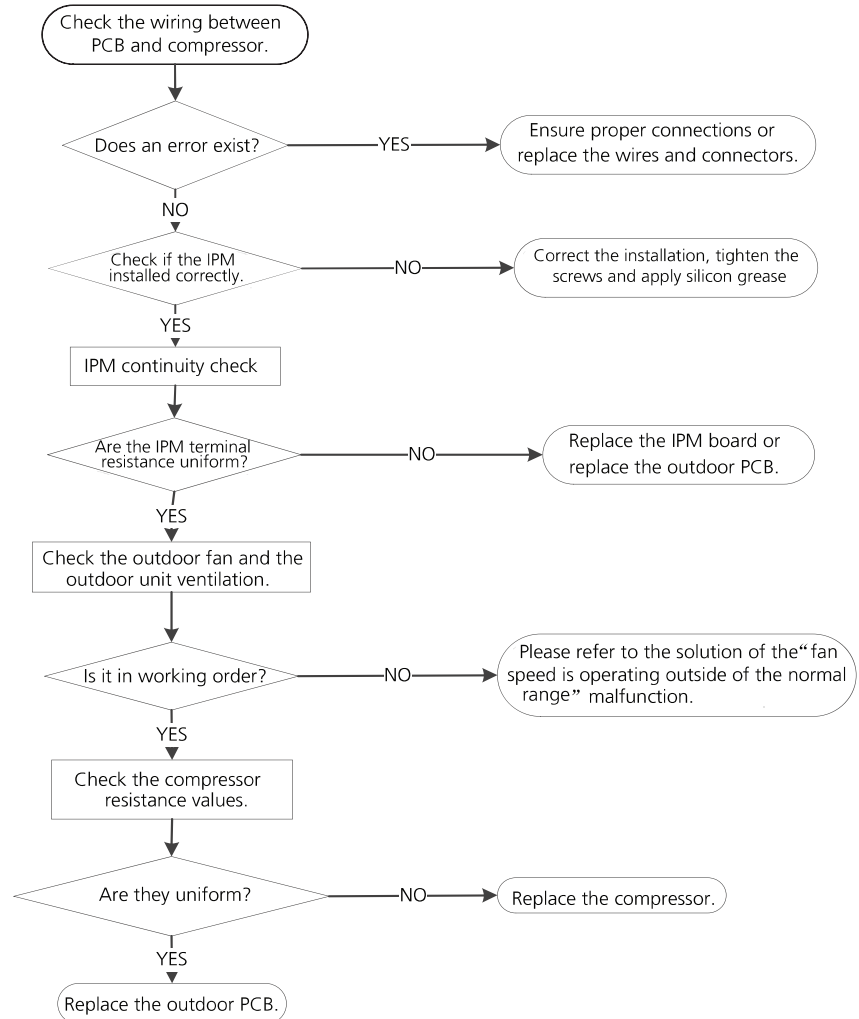 Check the wiring between
PCB and compressor.
Does an error exist?
YES
Ensure proper connections or
replace the wires and connectors.
NO
Check if the IPM
installed correctly.
NO
Correct the installation, tighten the
screws and apply silicon grease
YES
IPM continuity check
Are the IPM terminal
resistance uniform?
NO
Replace the IPM board or
replace the outdoor PCB.
YES
Check the outdoor fan and the
outdoor unit ventilation.
Is it in working order?
NO
Please refer to the solution of the“fan
speed is operating outside of the normal
range” malfunction.
YES
Check the compressor
resistance values.
Are they uniform?
NO
Replace the compressor.
YES
Replace the outdoor PCB.